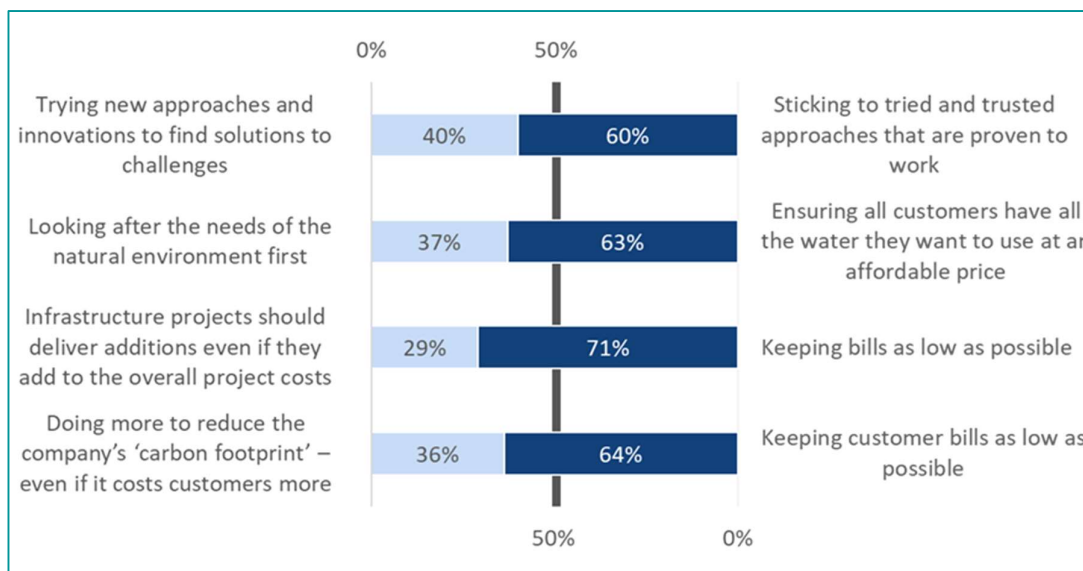 0%
50%
Trying new approaches and
innovations to find solutions to
challenges
40%
60%
Sticking to tried and trusted
approaches that are proven to
work
Looking after the needs of the
natural environment first
37%
63%
Ensuring all customers have all
the water they want to use at an
affordable price
Infrastructure projects should
deliver additions even if they
add to the overall project costs
29%
71%
Keeping bills as low as possible
Doing more to reduce the
company’s ‘carbon footprint’ –
even if it costs customers more
36%
64%
Keeping customer bills as low as
possible
50%
0%